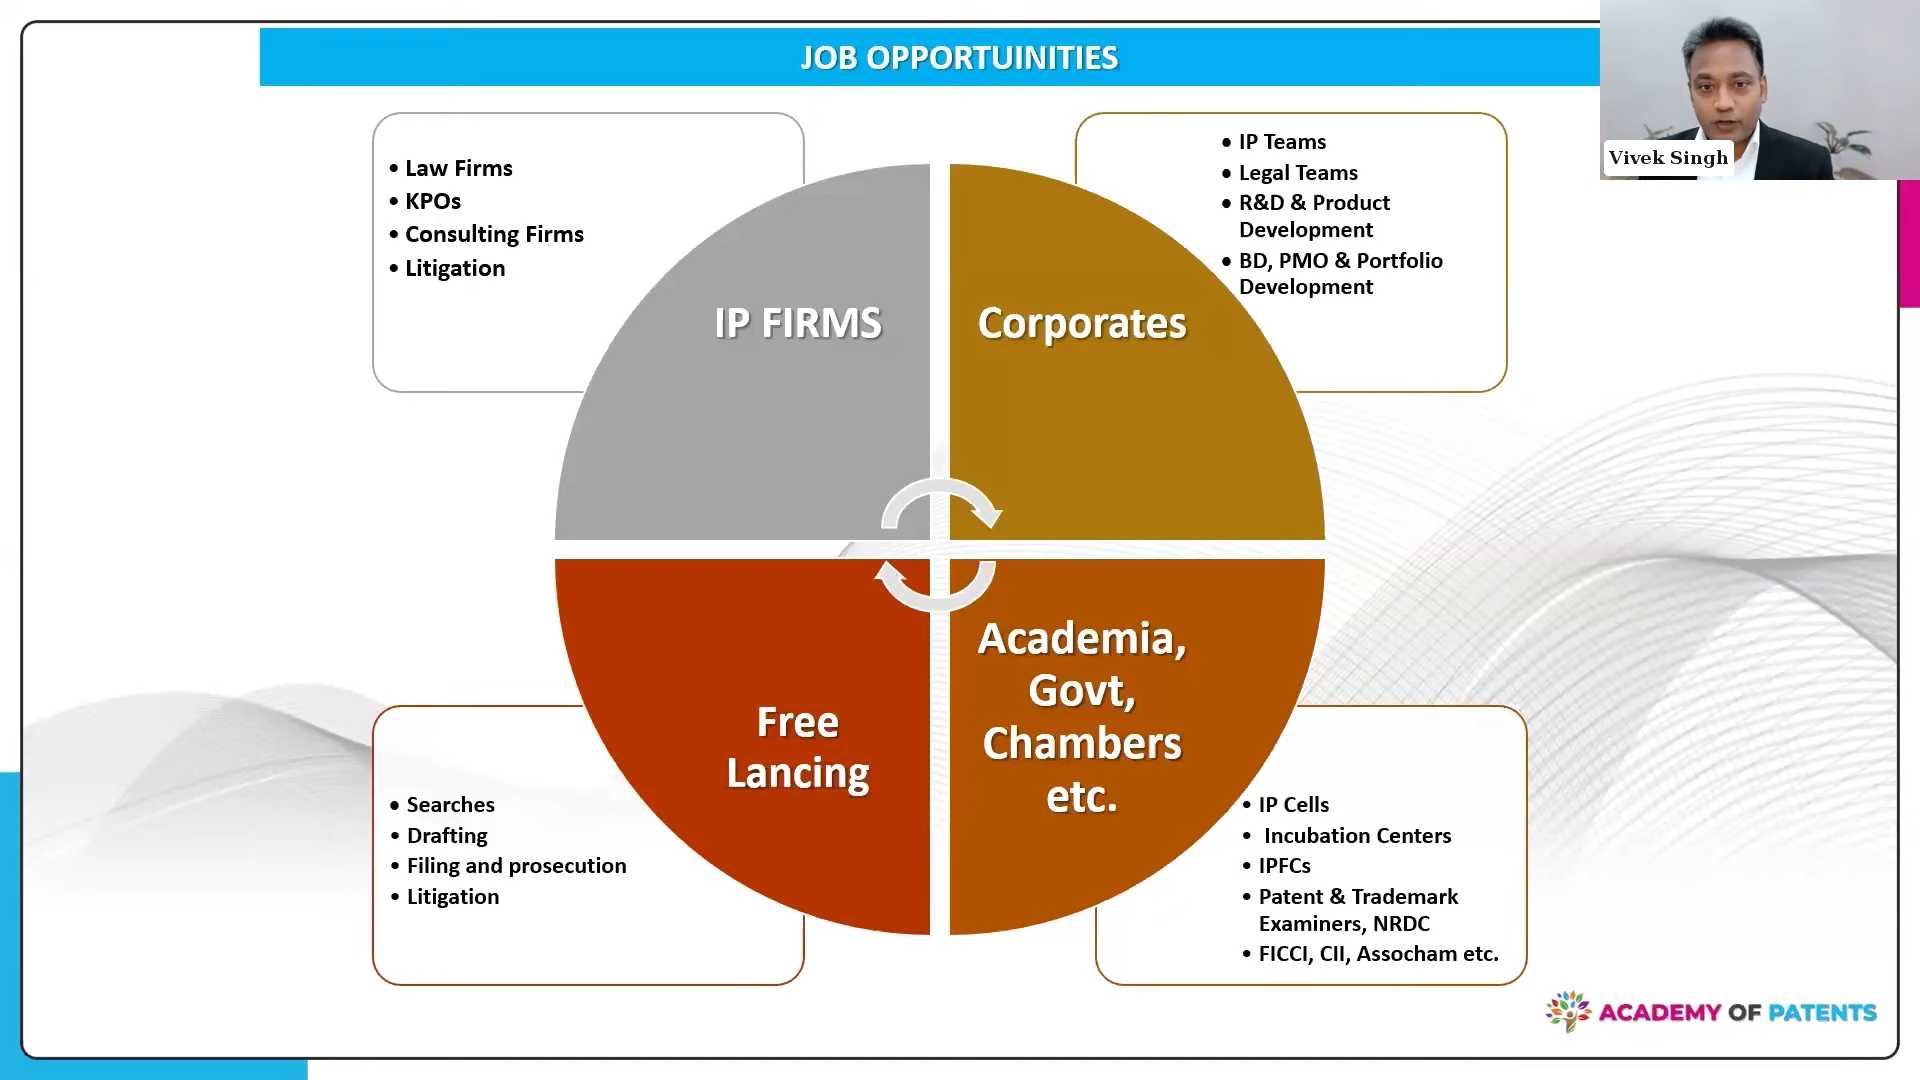 JOB OPPORTUINITIES
Vivek Singh
• Law Firms
• KPOs
• Consulting Firms
• Litigation
IP FIRMS
• IP Teams
• Legal Teams
• R&D & Product
Development
• BD, PMO & Portfolio
Development
Corporates
Free
Lancing
• Searches
• Drafting
• Filing and prosecution
• Litigation
Academia,
Govt,
Chambers
etc.
• IP Cells
• Incubation Centers
• IPFCs
• Patent & Trademark
Examiners, NRDC
• FICCI, CII, Assocham etc.
ACADEMY OF PATENTS